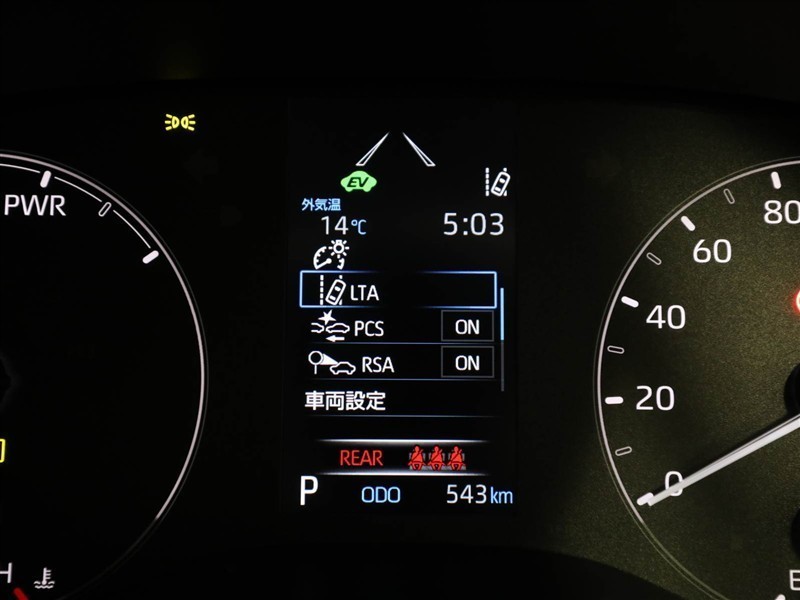 PWR
H
EV
外気温
14℃ 5:03
LTA
PCS ON
RSA ON
車両設定
REAR
P ODO 543km
80
60
40
20
0
E